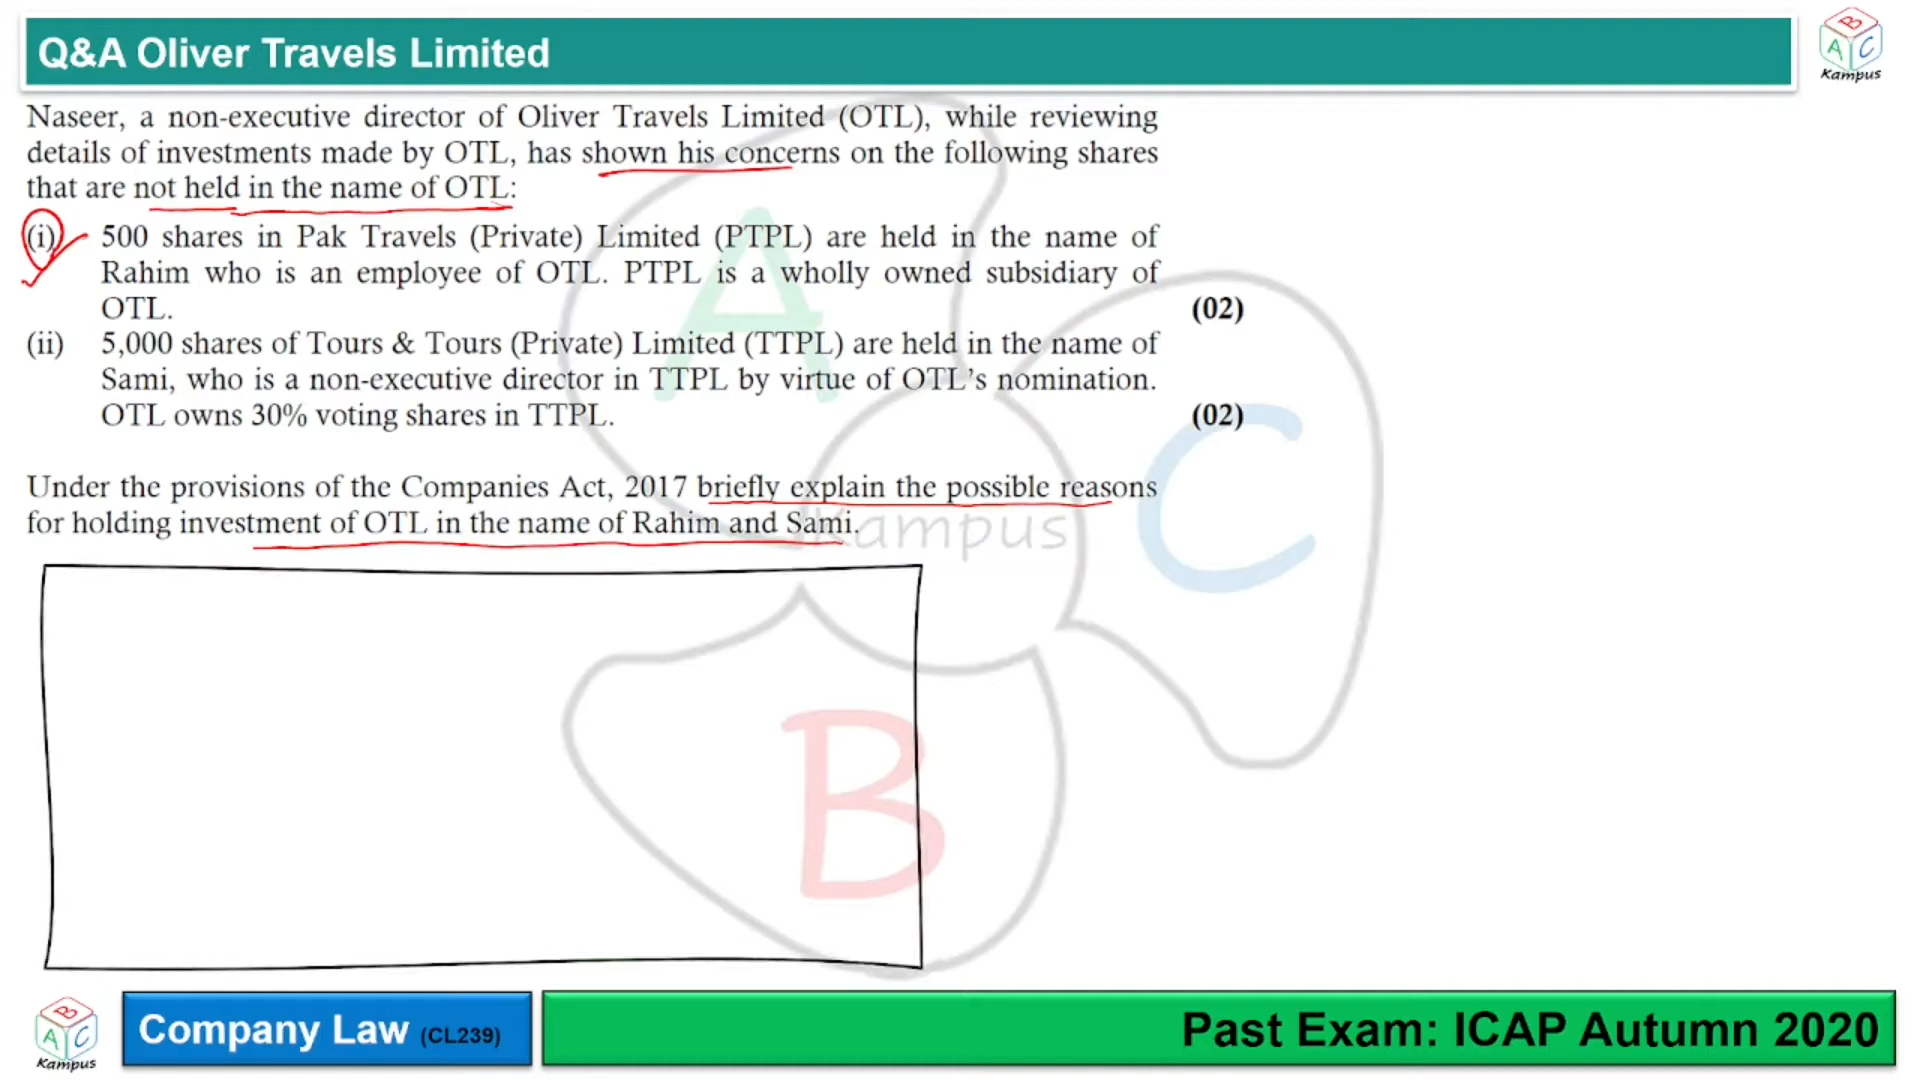 Q&A Oliver Travels Limited
A B C
Kampus
Naseer, a non-executive director of Oliver Travels Limited (OTL), while reviewing
details of investments made by OTL, has shown his concerns on the following shares
that are not held in the name of OTL:
(i) 500 shares in Pak Travels (Private) Limited (PTPL) are held in the name of
Rahim who is an employee of OTL. PTPL is a wholly owned subsidiary of
OTL. (02)
(ii) 5,000 shares of Tours & Tours (Private) Limited (TTPL) are held in the name of
Sami, who is a non-executive director in TTPL by virtue of OTL’s nomination.
OTL owns 30% voting shares in TTPL. (02)
Under the provisions of the Companies Act, 2017 briefly explain the possible reasons
for holding investment of OTL in the name of Rahim and Sami.
A
C
Kampus
B
A B C
Kampus
Company Law (CL239)
Past Exam: ICAP Autumn 2020